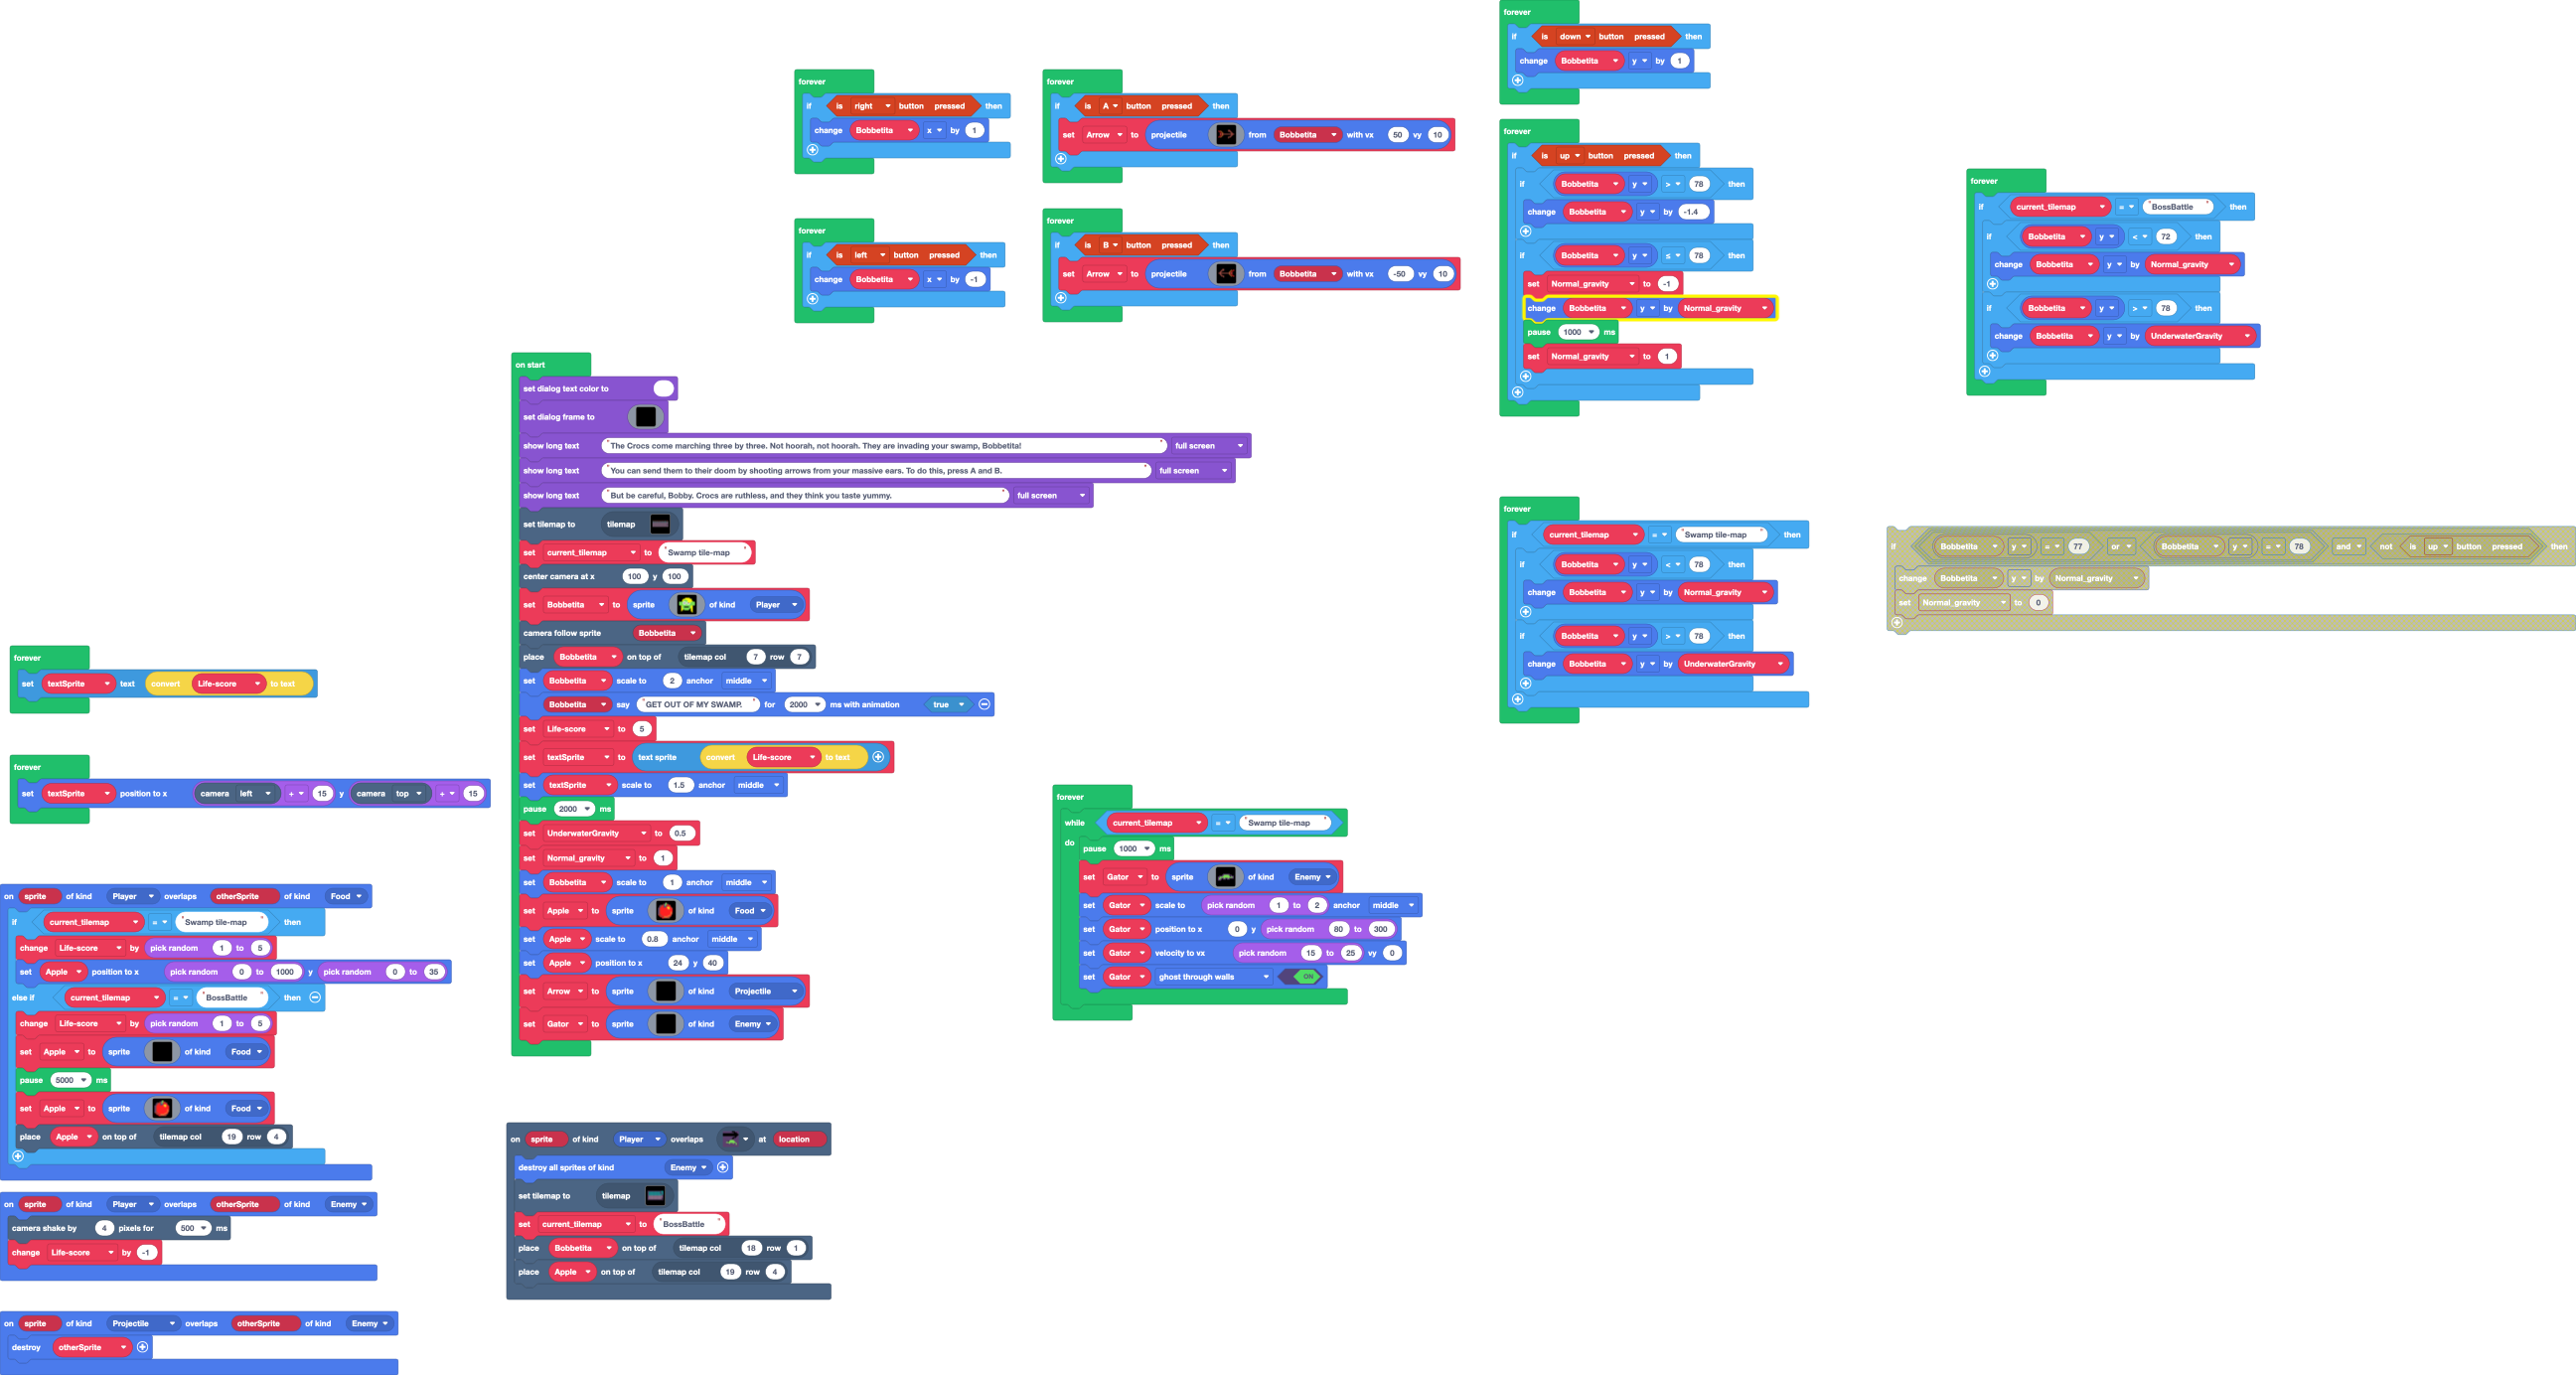 forever
if is right button pressed then
change Bobbetita x by 1
forever
if is left button pressed then
change Bobbetita x by -1
forever
if is A button pressed then
set Arrow to projectile from Bobbetita with vx 50 vy 10
forever
if is B button pressed then
set Arrow to projectile from Bobbetita with vx -50 vy 10
forever
if is down button pressed then
change Bobbetita y by 1
forever
if is up button pressed then
if Bobbetita y > 78 then
change Bobbetita y by -1.4
if Bobbetita y ≤ 78 then
set Normal_gravity to -1
change Bobbetita y by Normal_gravity
pause 1000 ms
set Normal_gravity to 1
forever
if current_tilemap = "BossBattle" then
if Bobbetita y < 72 then
change Bobbetita y by Normal_gravity
if Bobbetita y > 78 then
change Bobbetita y by UnderwaterGravity
on start
set dialog text color to
set dialog frame to
show long text "The Crocs come marching three by three. Not hoorah, not hoorah. They are invading your swamp, Bobbetita!" full screen
show long text "You can send them to their doom by shooting arrows from your massive ears. To do this, press A and B." full screen
show long text "But be careful, Bobby. Crocs are ruthless, and they think you taste yummy." full screen
set tilemap to tilemap
set current_tilemap to "Swamp tile-map"
center camera at x 100 y 100
set Bobbetita to sprite of kind Player
camera follow sprite Bobbetita
place Bobbetita on top of tilemap col 7 row 7
set Bobbetita scale to 2 anchor middle
Bobbetita say "GET OUT OF MY SWAMP." for 2000 ms with animation true
set Life-score to 5
set textSprite to text sprite convert Life-score to text
set textSprite scale to 1.5 anchor middle
pause 2000 ms
set UnderwaterGravity to 0.5
set Normal_gravity to 1
set Bobbetita scale to 1 anchor middle
set Apple to sprite of kind Food
set Apple scale to 0.8 anchor middle
set Apple position to x 24 y 40
set Arrow to sprite of kind Projectile
set Gator to sprite of kind Enemy
forever
if current_tilemap = "Swamp tile-map" then
if Bobbetita y < 78 then
change Bobbetita y by Normal_gravity
if Bobbetita y > 78 then
change Bobbetita y by UnderwaterGravity
if Bobbetita y = 77 or Bobbetita y = 78 and not is up button pressed then
change Bobbetita y by Normal_gravity
set Normal_gravity to 0
forever
set textSprite text convert Life-score to text
forever
set textSprite position to x camera left + 15 y camera top + 15
forever
while current_tilemap = "Swamp tile-map"
do
pause 1000 ms
set Gator to sprite of kind Enemy
set Gator scale to pick random 1 to 2 anchor middle
set Gator position to x 0 y pick random 80 to 300
set Gator velocity to vx pick random 15 to 25 vy 0
set Gator ghost through walls ON
on sprite of kind Player overlaps otherSprite of kind Food
if current_tilemap = "Swamp tile-map" then
change Life-score by pick random 1 to 5
set Apple position to x pick random 0 to 1000 y pick random 0 to 35
else if current_tilemap = "BossBattle" then
change Life-score by pick random 1 to 5
set Apple to sprite of kind Food
pause 5000 ms
set Apple to sprite of kind Food
place Apple on top of tilemap col 19 row 4
on sprite of kind Player overlaps otherSprite of kind Enemy
camera shake by 4 pixels for 500 ms
change Life-score by -1
on sprite of kind Projectile overlaps otherSprite of kind Enemy
destroy otherSprite
on sprite of kind Player overlaps at location
destroy all sprites of kind Enemy
set tilemap to tilemap
set current_tilemap to "BossBattle"
place Bobbetita on top of tilemap col 18 row 1
place Apple on top of tilemap col 19 row 4